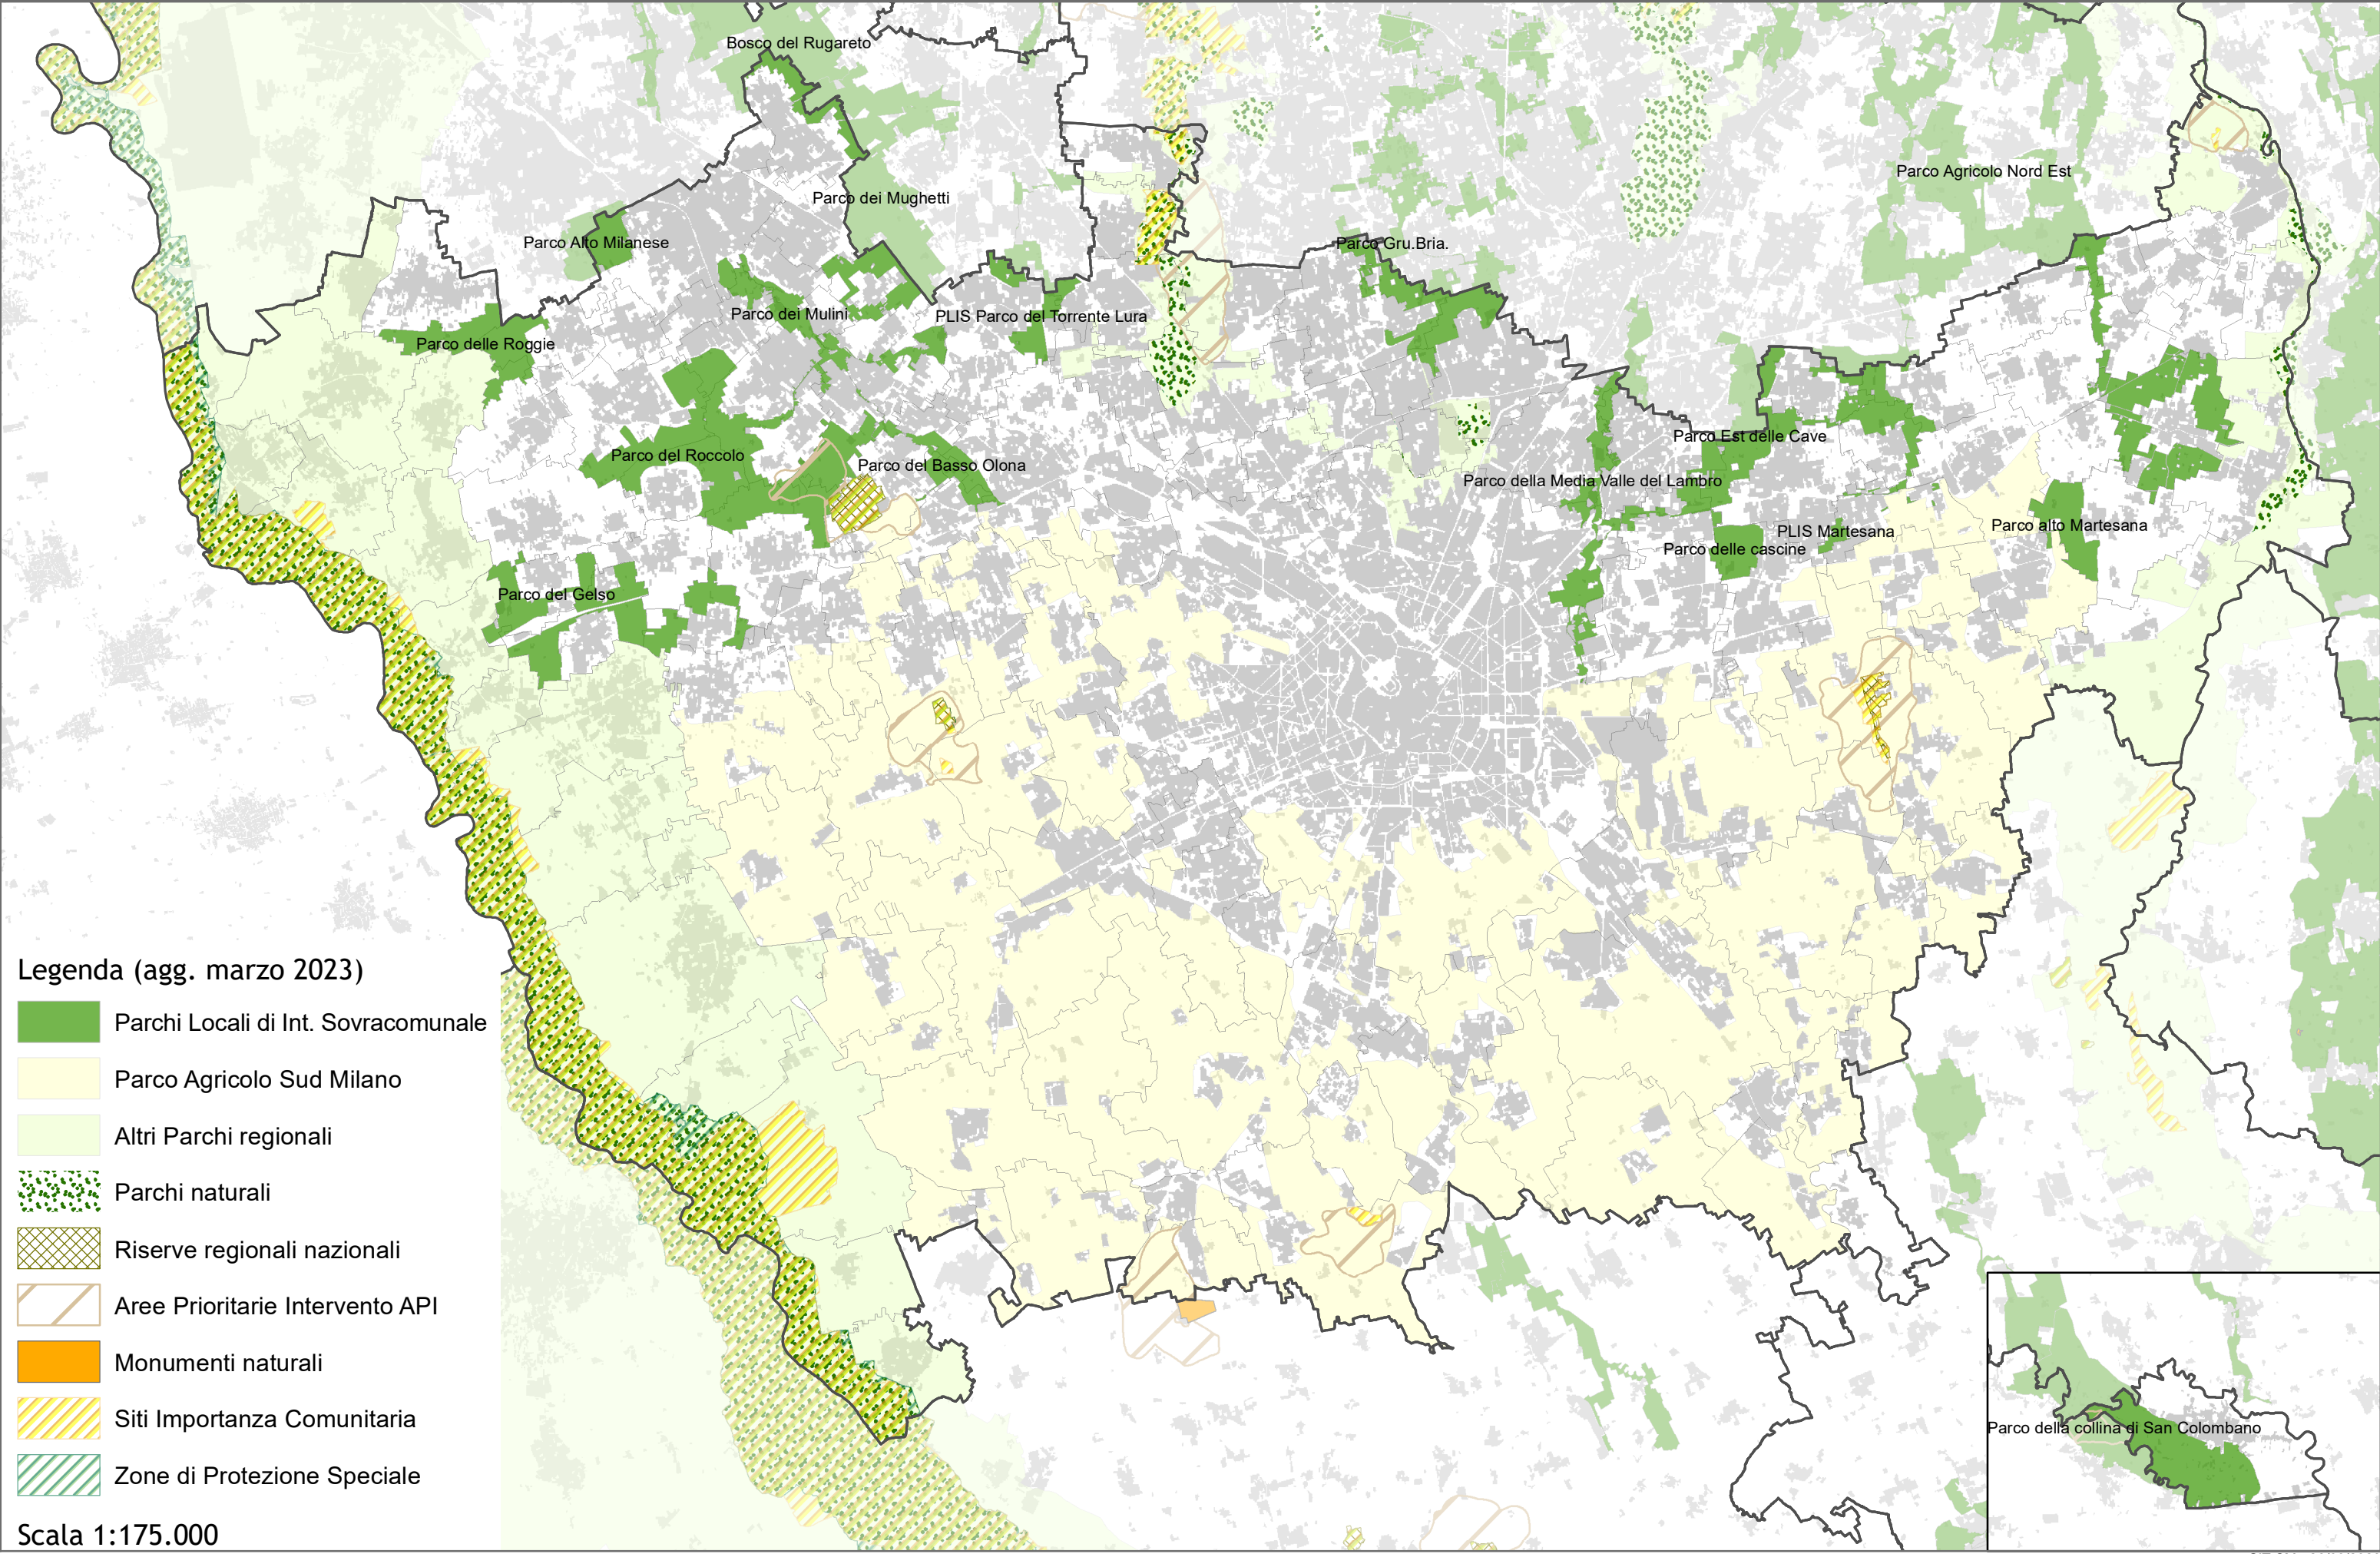 Bosco del Rugareto
Parco Agricolo Nord Est
Parco dei Mughetti
Parco Alto Milanese
Parco Gru.Bria.
Parco dei Mulini
PLIS Parco del Torrente Lura
Parco delle Roggie
Parco Est delle Cave
Parco del Roccolo
Parco del Basso Olona
Parco della Media Valle del Lambro
Parco alto Martesana
PLIS Martesana
Parco delle cascine
Parco del Gelso
Legenda (agg. marzo 2023)
Parchi Locali di Int. Sovracomunale
Parco Agricolo Sud Milano
Altri Parchi regionali
Parchi naturali
Riserve regionali nazionali
Aree Prioritarie Intervento API
Monumenti naturali
Siti Importanza Comunitaria
Zone di Protezione Speciale
Scala 1:175.000
Parco della collina di San Colombano